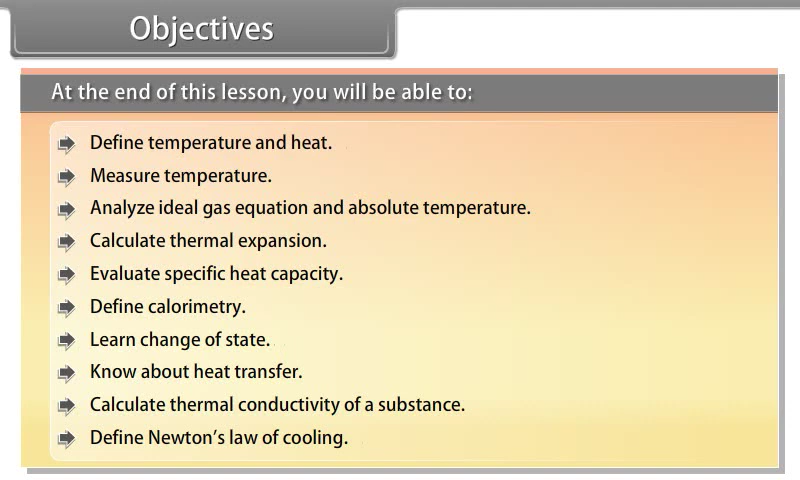 Objectives
At the end of this lesson, you will be able to:
Define temperature and heat.
Measure temperature.
Analyze ideal gas equation and absolute temperature.
Calculate thermal expansion.
Evaluate specific heat capacity.
Define calorimetry.
Learn change of state.
Know about heat transfer.
Calculate thermal conductivity of a substance.
Define Newton’s law of cooling.